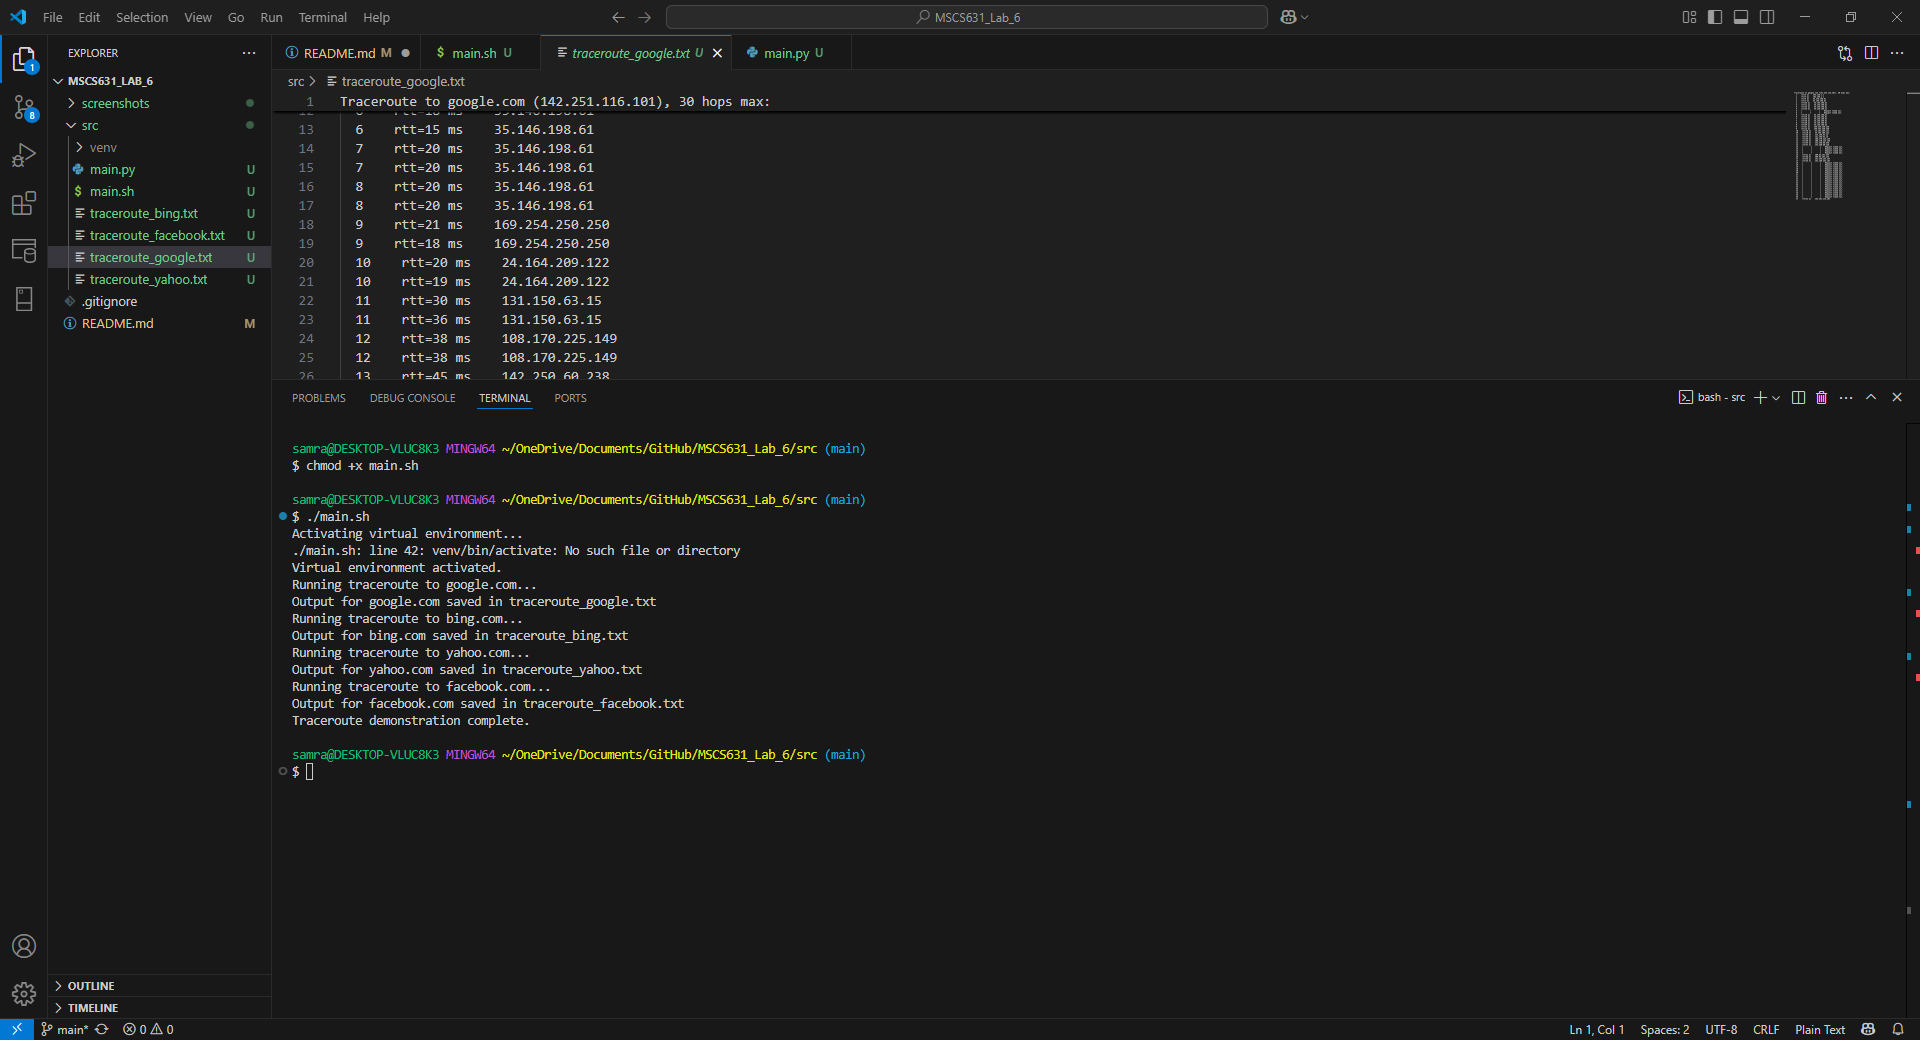 File Edit Selection View Go Run Terminal Help
MSCS631_Lab_6
EXPLORER
1
8
MSCS631_LAB_6
screenshots
src
venv
main.py U
$ main.sh U
traceroute_bing.txt U
traceroute_facebook.txt U
traceroute_google.txt U
traceroute_yahoo.txt U
.gitignore
README.md M
OUTLINE
TIMELINE
README.md M
$ main.sh U
traceroute_google.txt U
main.py U
src > traceroute_google.txt
1 Traceroute to google.com (142.251.116.101), 30 hops max:
13 6 rtt=15 ms 35.146.198.61
14 7 rtt=20 ms 35.146.198.61
15 7 rtt=20 ms 35.146.198.61
16 8 rtt=20 ms 35.146.198.61
17 8 rtt=20 ms 35.146.198.61
18 9 rtt=21 ms 169.254.250.250
19 9 rtt=18 ms 169.254.250.250
20 10 rtt=20 ms 24.164.209.122
21 10 rtt=19 ms 24.164.209.122
22 11 rtt=30 ms 131.150.63.15
23 11 rtt=36 ms 131.150.63.15
24 12 rtt=38 ms 108.170.225.149
25 12 rtt=38 ms 108.170.225.149
26 13 rtt=45 ms 142.250.60.238
PROBLEMS DEBUG CONSOLE TERMINAL PORTS
bash - src
samra@DESKTOP-VLUC8K3 MINGW64 ~/OneDrive/Documents/GitHub/MSCS631_Lab_6/src (main)
$ chmod +x main.sh
samra@DESKTOP-VLUC8K3 MINGW64 ~/OneDrive/Documents/GitHub/MSCS631_Lab_6/src (main)
$ ./main.sh
Activating virtual environment...
./main.sh: line 42: venv/bin/activate: No such file or directory
Virtual environment activated.
Running traceroute to google.com...
Output for google.com saved in traceroute_google.txt
Running traceroute to bing.com...
Output for bing.com saved in traceroute_bing.txt
Running traceroute to yahoo.com...
Output for yahoo.com saved in traceroute_yahoo.txt
Running traceroute to facebook.com...
Output for facebook.com saved in traceroute_facebook.txt
Traceroute demonstration complete.
samra@DESKTOP-VLUC8K3 MINGW64 ~/OneDrive/Documents/GitHub/MSCS631_Lab_6/src (main)
$
main* 0 0
Ln 1, Col 1 Spaces: 2 UTF-8 CRLF Plain Text